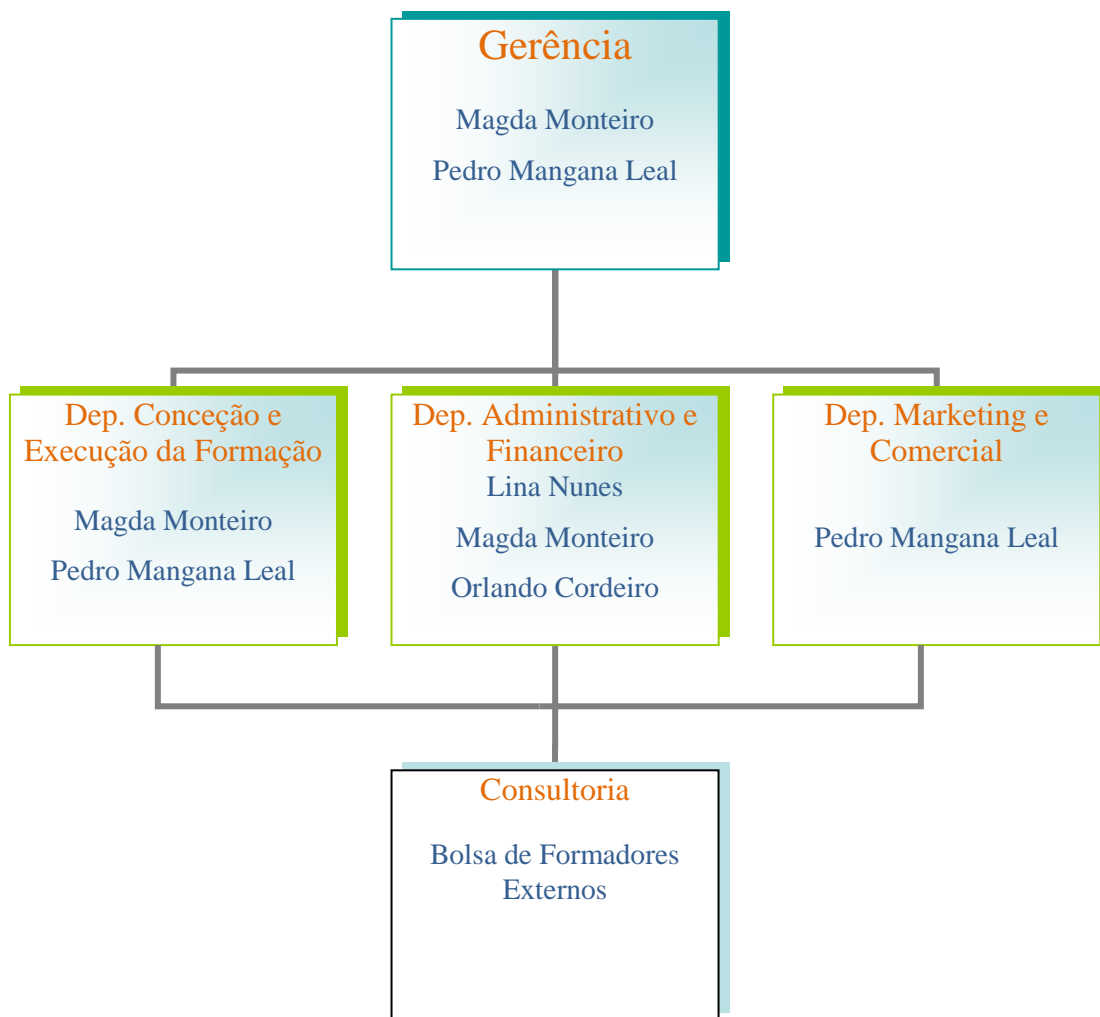 Gerência
Magda Monteiro
Pedro Mangana Leal
Dep. Conceção e
Execução da Formação
Magda Monteiro
Pedro Mangana Leal
Dep. Administrativo e
Financeiro
Lina Nunes
Magda Monteiro
Orlando Cordeiro
Dep. Marketing e
Comercial
Pedro Mangana Leal
Consultoria
Bolsa de Formadores
Externos